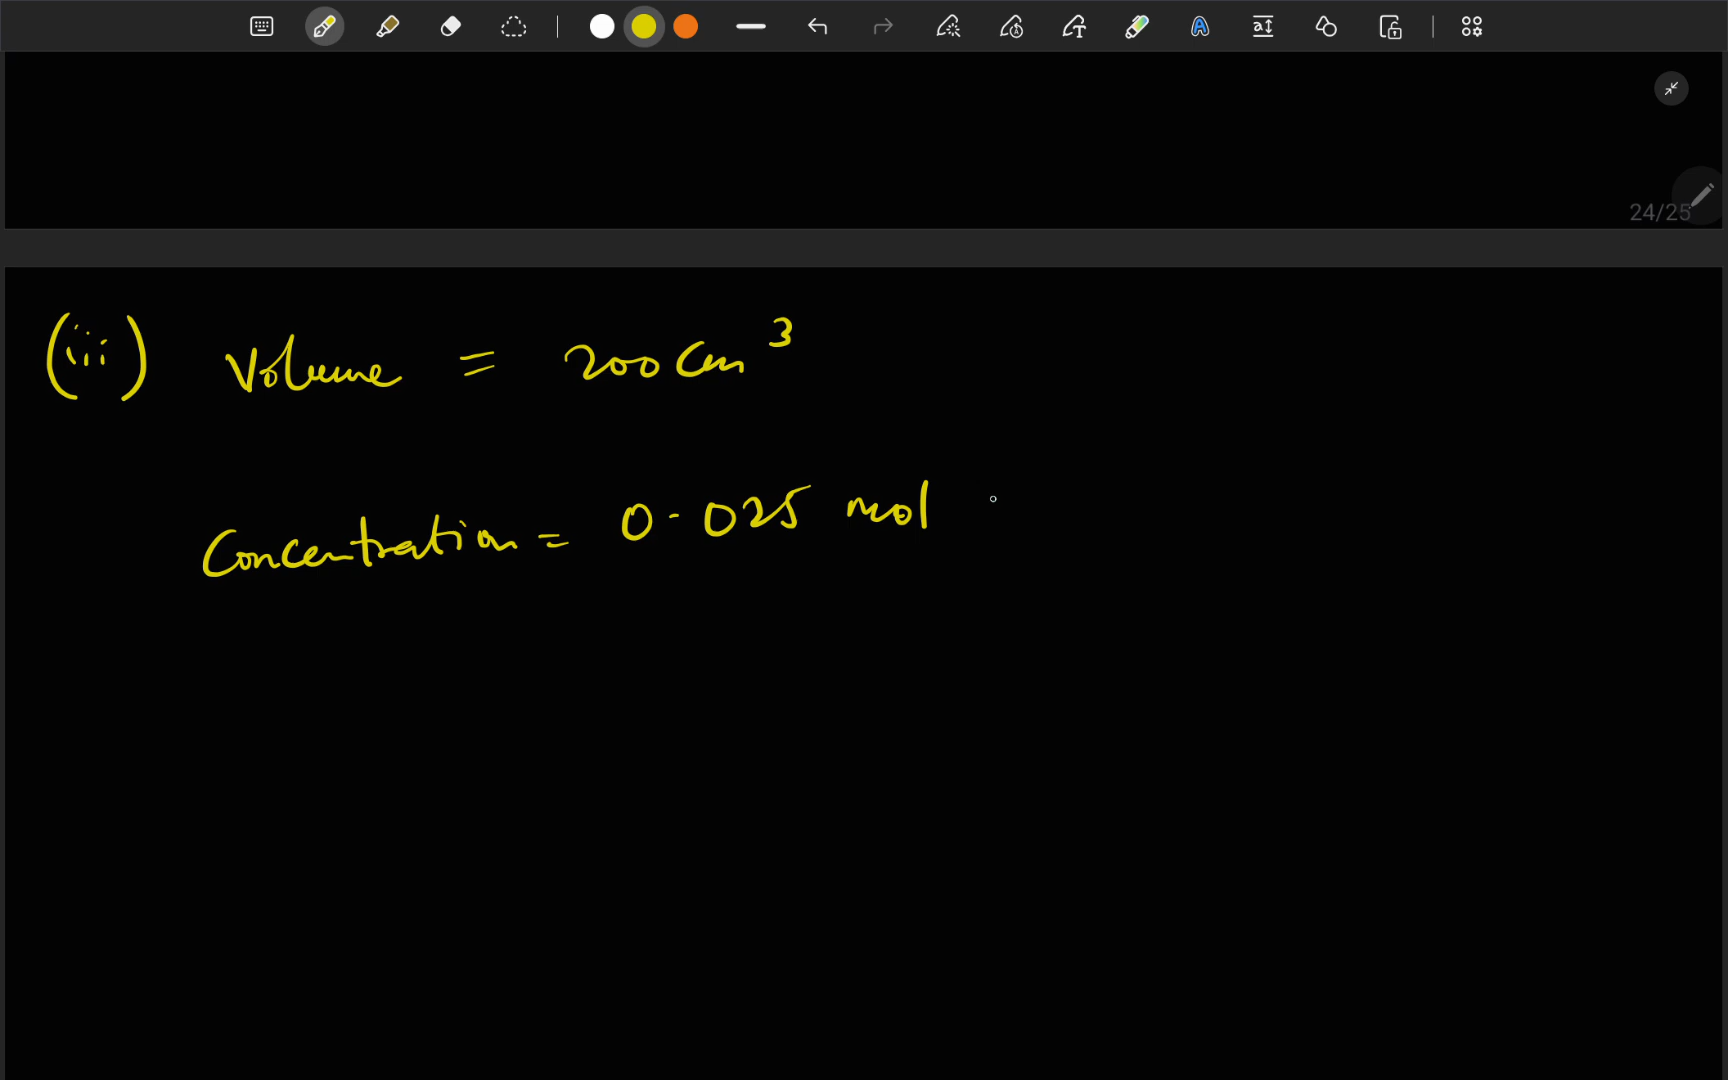 24/25
(iii) Volume = 200 cm³
Concentration = 0.025 mol